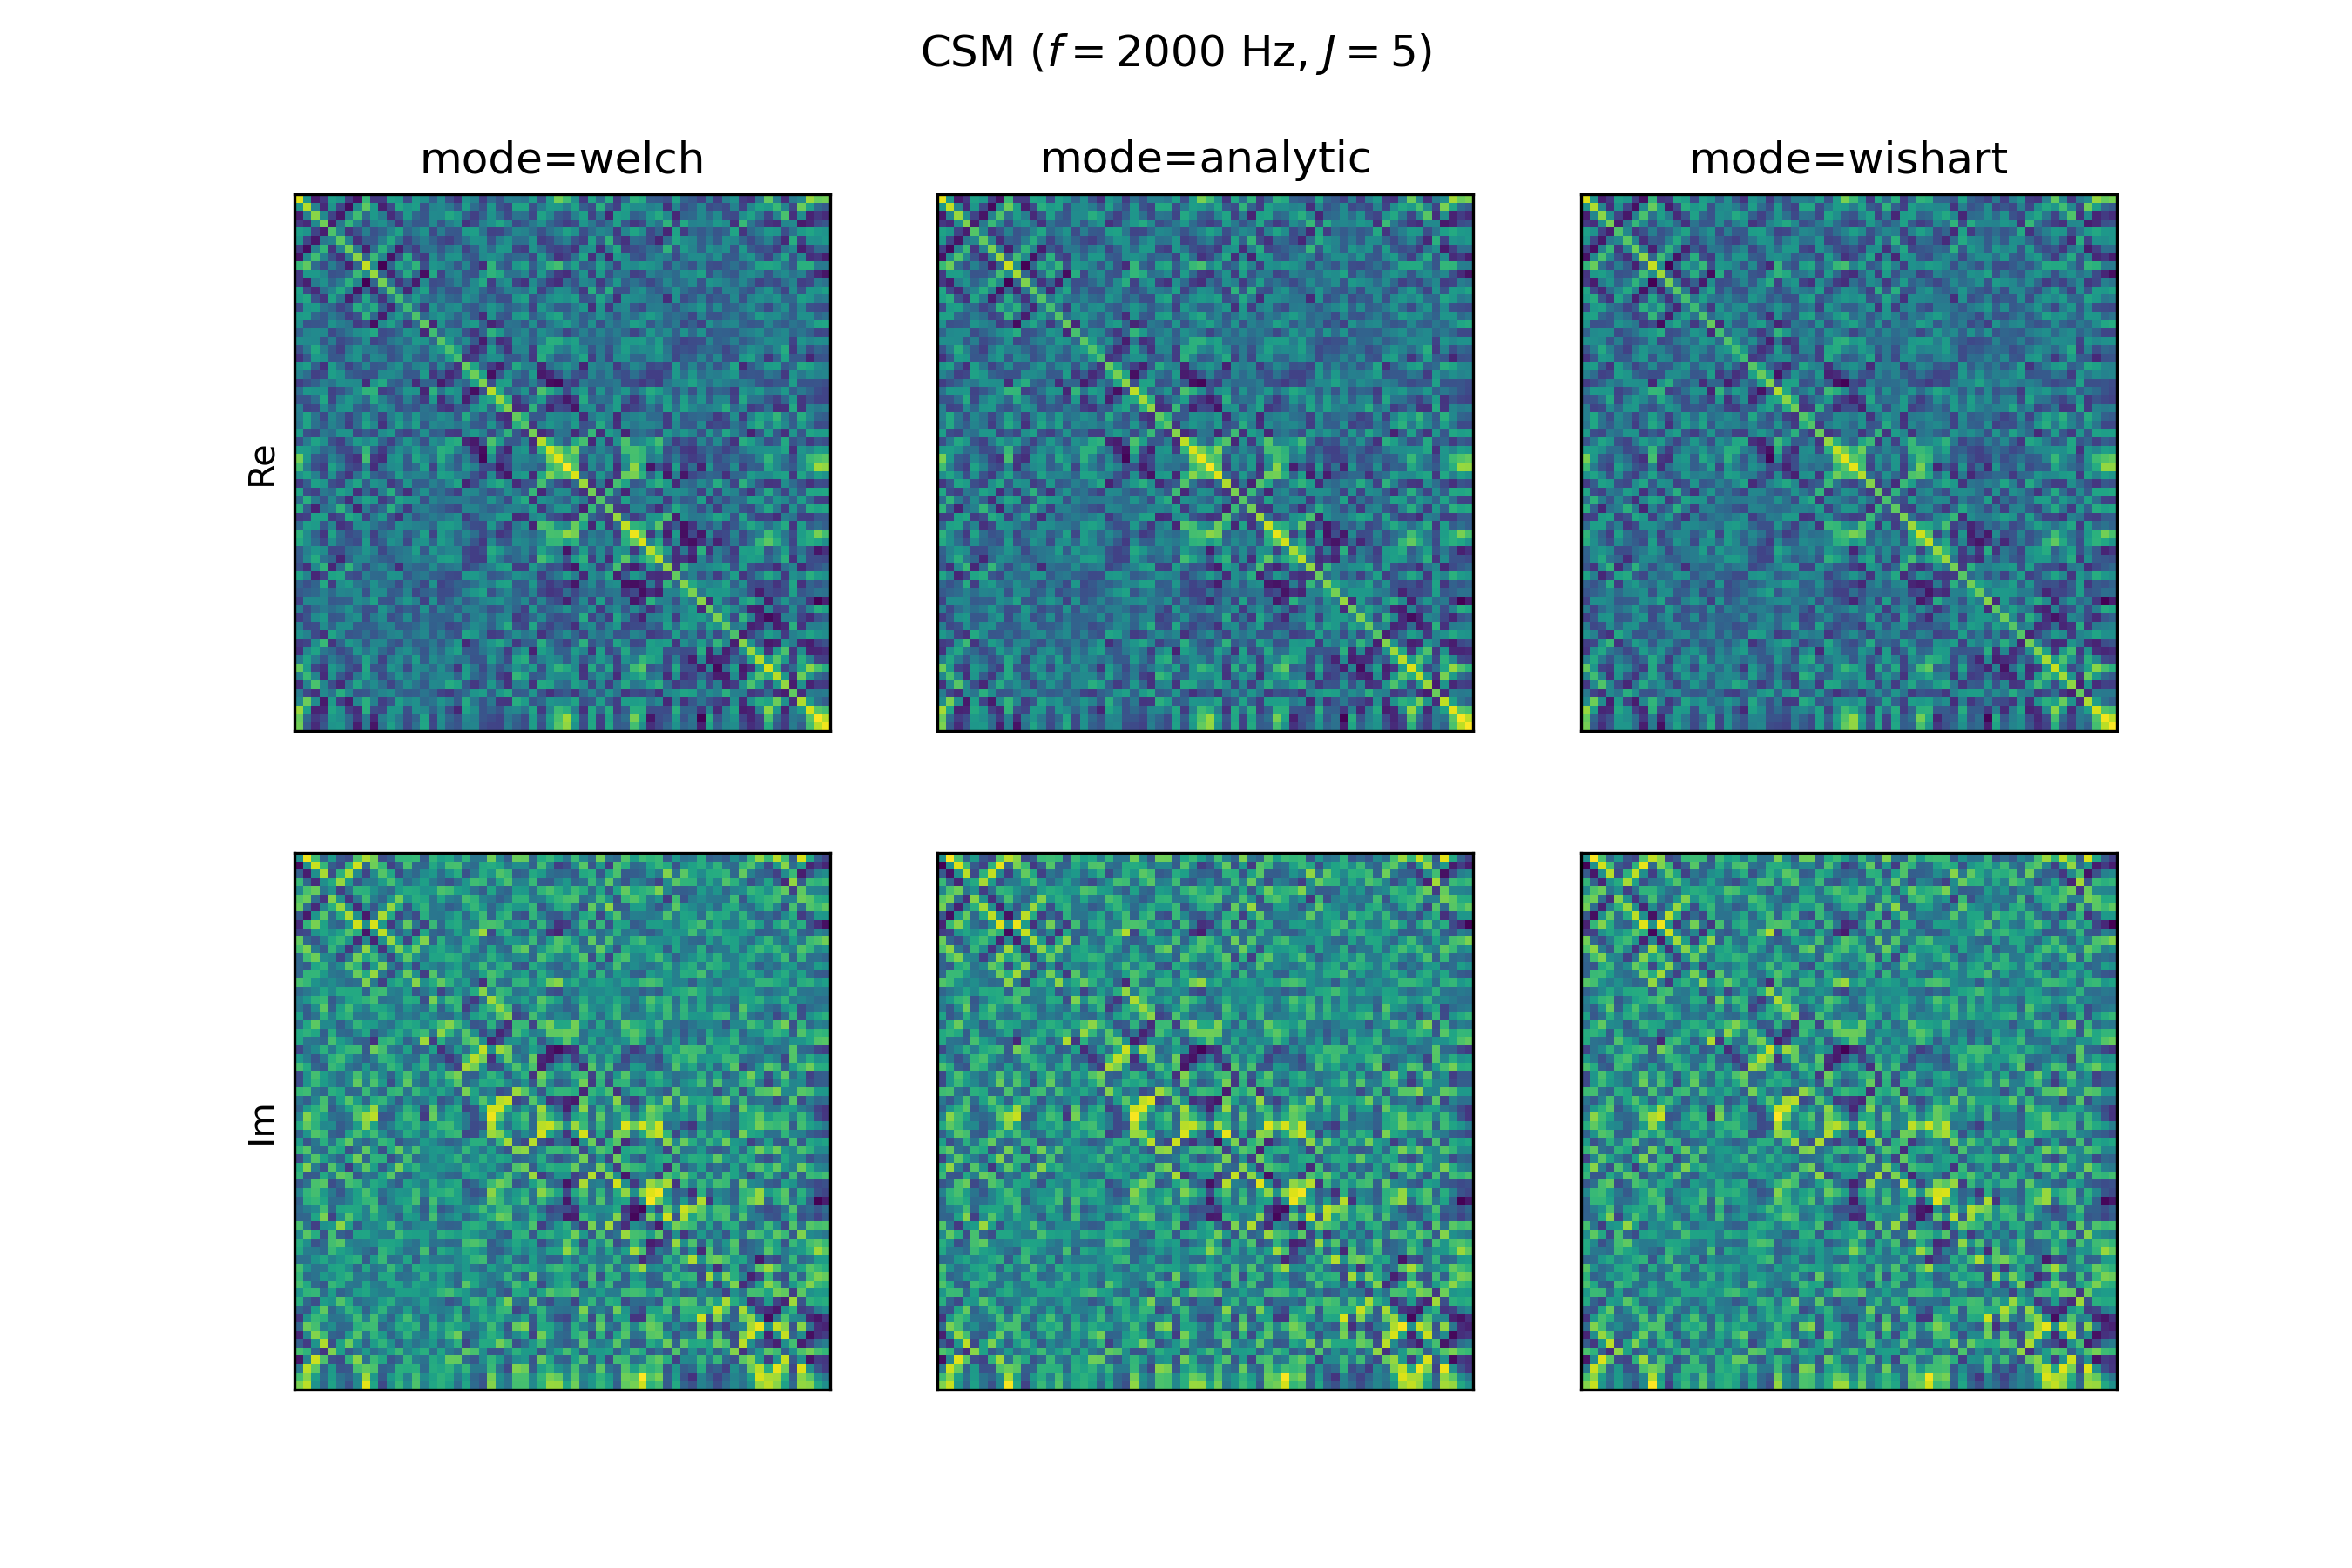 CSM (f = 2000 Hz, J = 5)
mode=welch
mode=analytic
mode=wishart
Re
Im